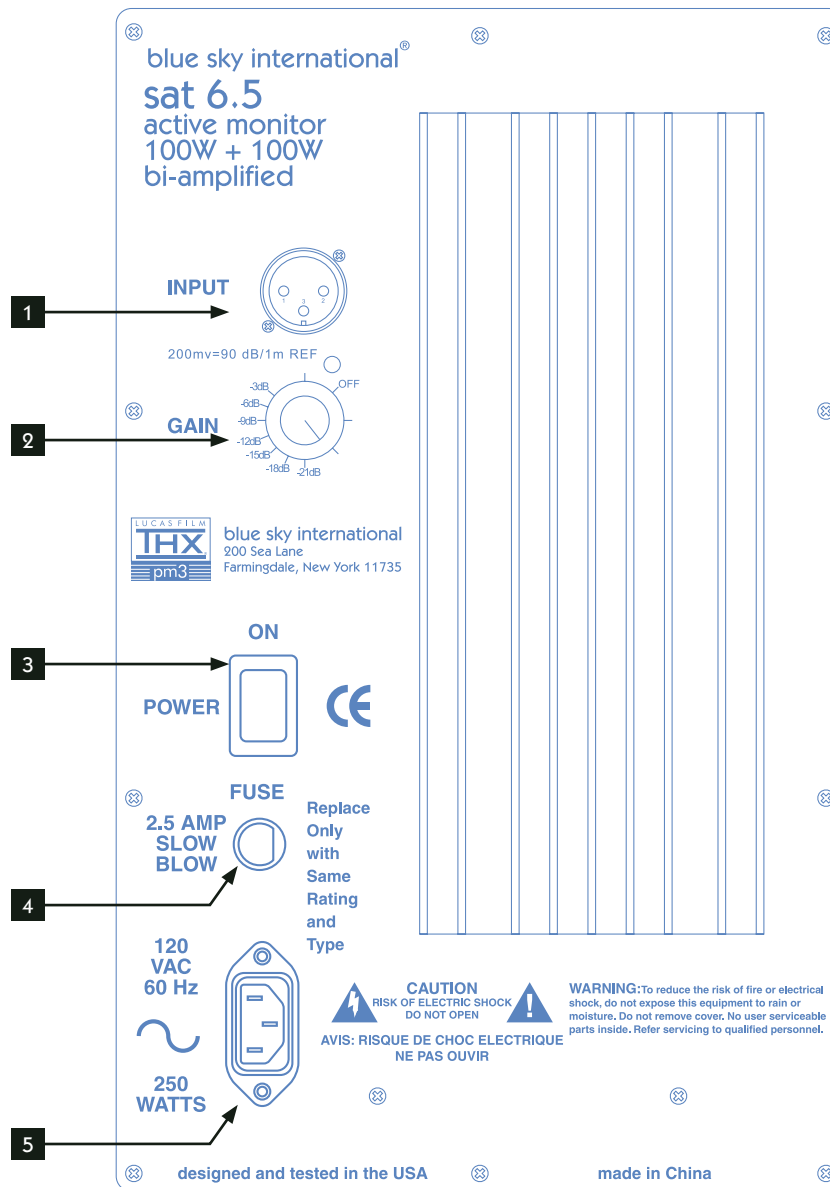 blue sky international®
sat 6.5
active monitor
100W + 100W
bi-amplified
1
INPUT
1
2
3
200mv=90 dB/1m REF
2
GAIN
OFF
-3dB
-6dB
-9dB
-12dB
-15dB
-18dB
-21dB
LUCASFILM
THX
pm3
blue sky international
200 Sea Lane
Farmingdale, New York 11735
3
ON
POWER
CE
4
FUSE
2.5 AMP
SLOW
BLOW
Replace
Only
with
Same
Rating
and
Type
5
120
VAC
60 Hz
250
WATTS
CAUTION
RISK OF ELECTRIC SHOCK
DO NOT OPEN
!
AVIS: RISQUE DE CHOC ELECTRIQUE
NE PAS OUVIR
WARNING:To reduce the risk of fire or electrical
shock, do not expose this equipment to rain or
moisture. Do not remove cover. No user serviceable
parts inside. Refer servicing to qualified personnel.
designed and tested in the USA
made in China